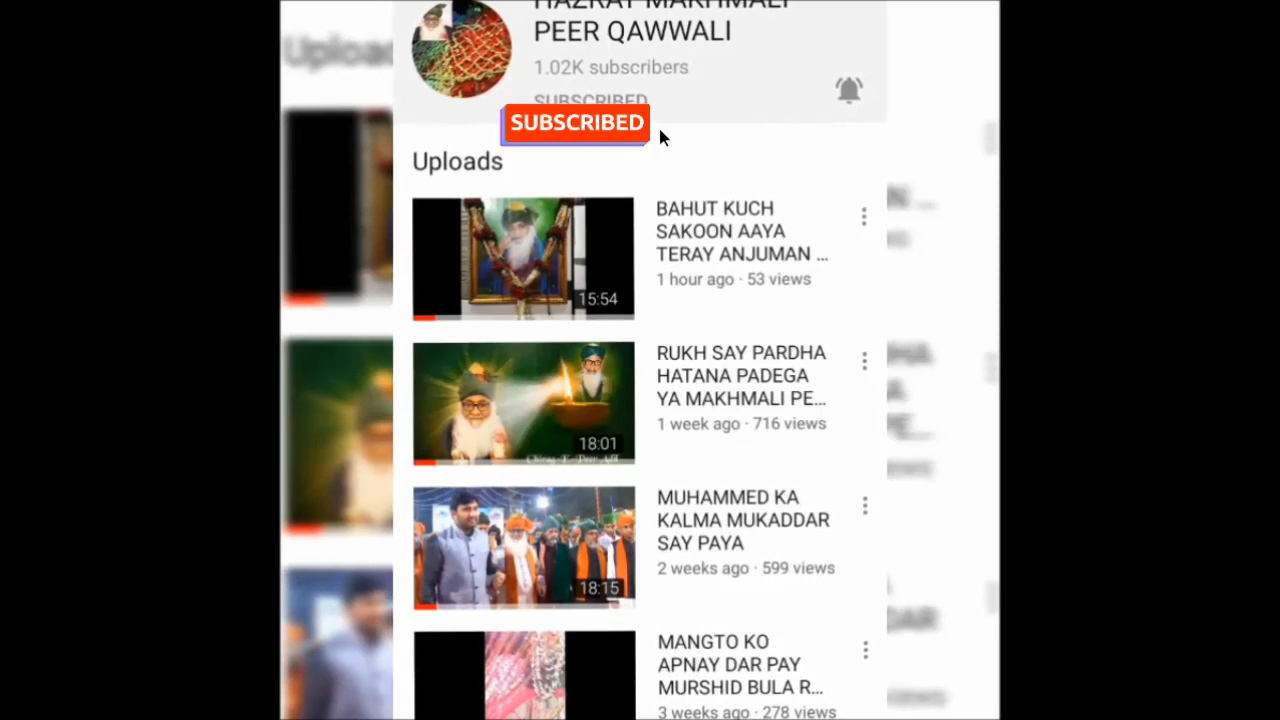 HAZRAT MAKHMALI
PEER QAWWALI
1.02K subscribers
SUBSCRIBED
SUBSCRIBED
Uploads
BAHUT KUCH
SAKOON AAYA
TERAY ANJUMAN ...
1 hour ago · 53 views
15:54
RUKH SAY PARDHA
HATANA PADEGA
YA MAKHMALI PE...
1 week ago · 716 views
18:01
MUHAMMED KA
KALMA MUKADDAR
SAY PAYA
2 weeks ago · 599 views
18:15
MANGTO KO
APNAY DAR PAY
MURSHID BULA R...
3 weeks ago · 278 views